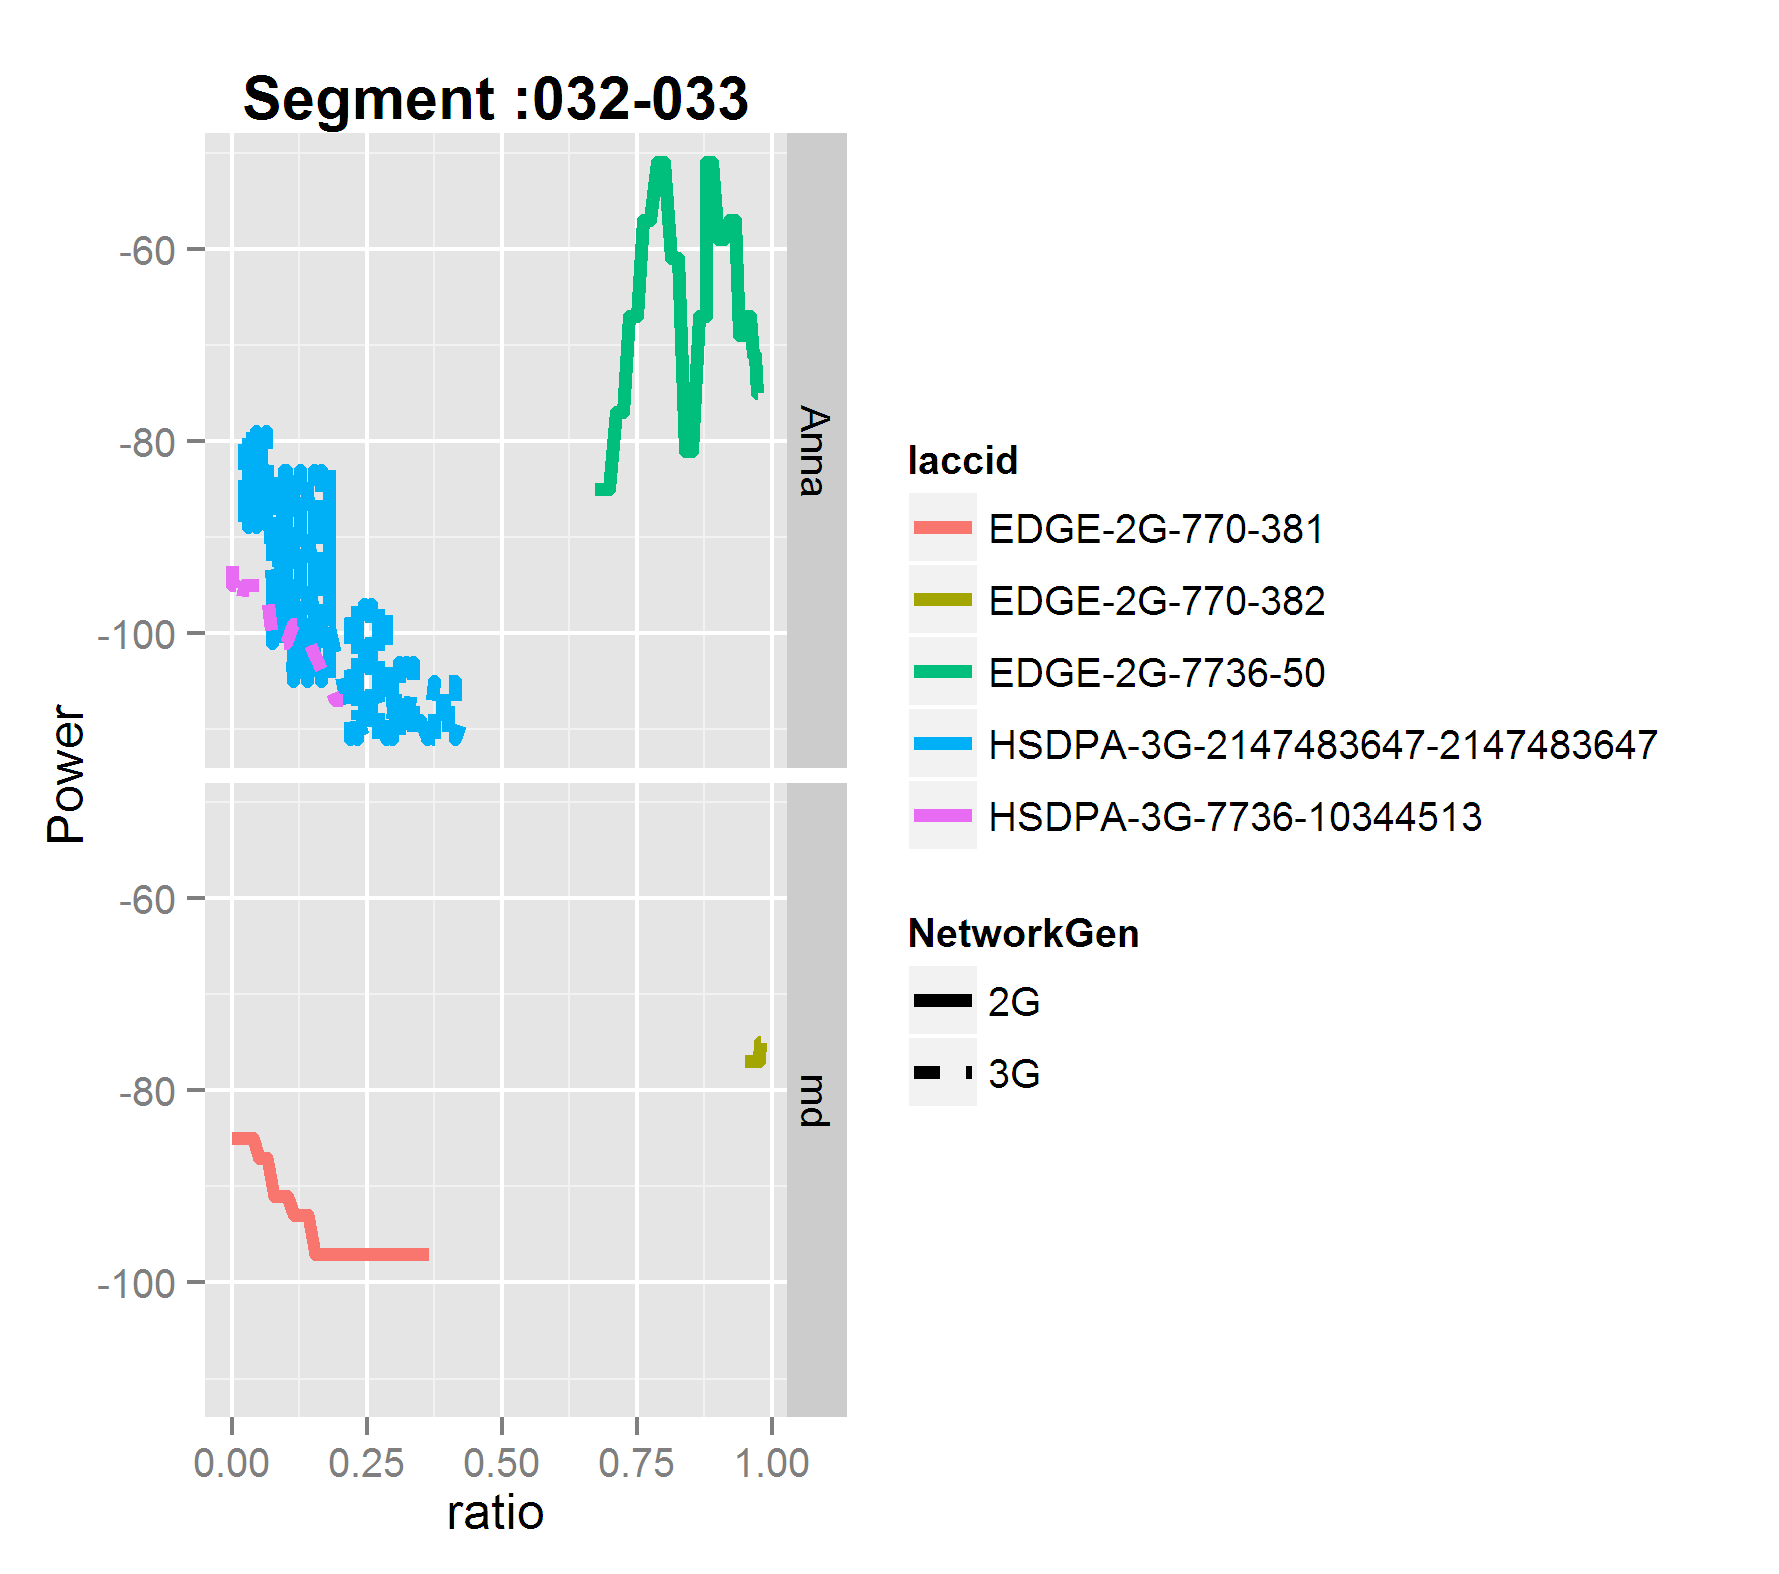 Segment :032-033
Power
-60
-80
-100
Anna
-60
-80
-100
md
0.00 0.25 0.50 0.75 1.00
ratio
laccid
EDGE-2G-770-381
EDGE-2G-770-382
EDGE-2G-7736-50
HSDPA-3G-2147483647-2147483647
HSDPA-3G-7736-10344513
NetworkGen
2G
3G